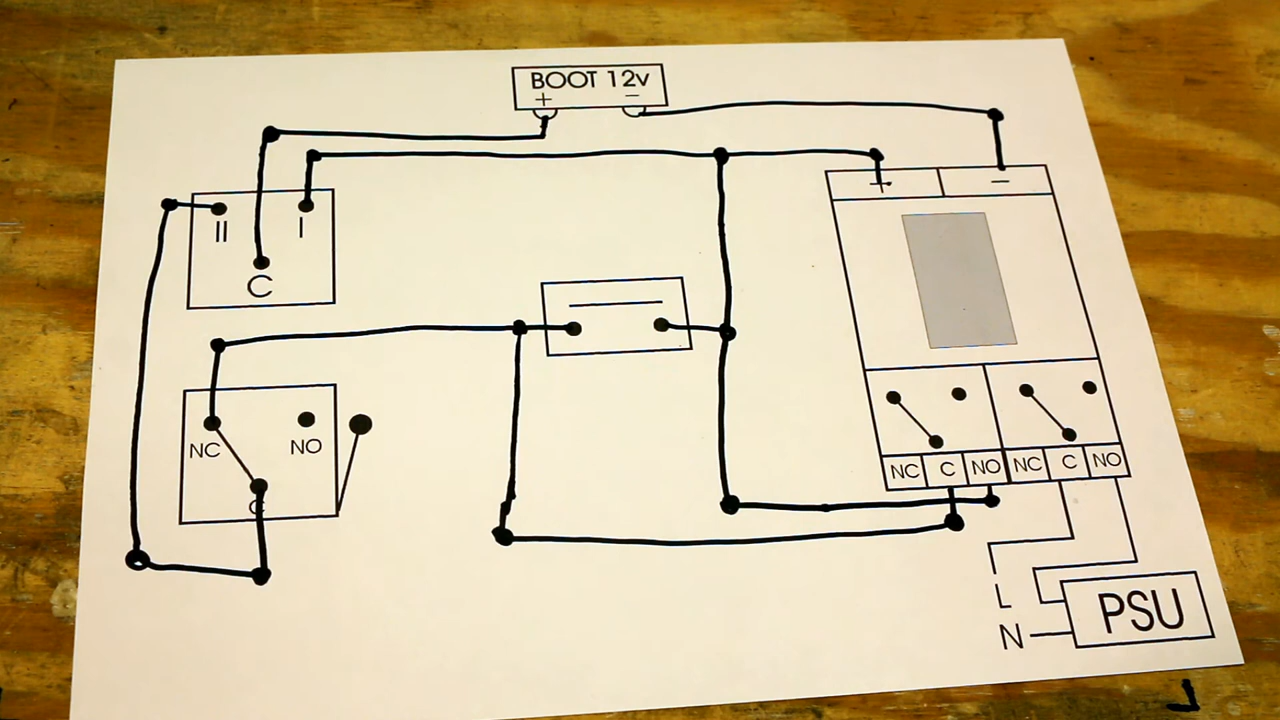 BOOT 12v
+ −
+ −
II I
C
NC NO
C
NC C NO NC C NO
L
N
PSU